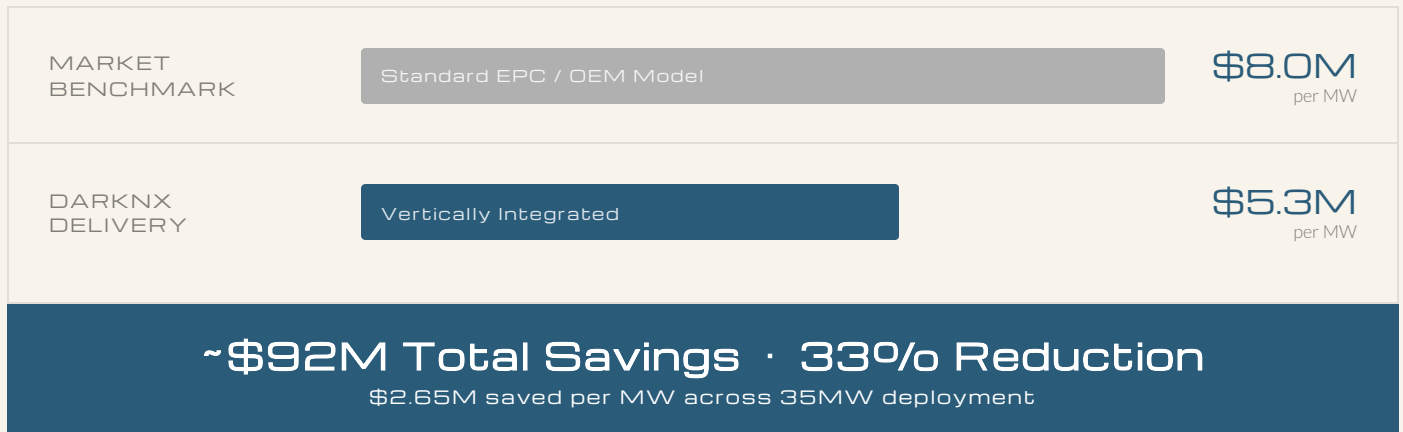 MARKET
BENCHMARK
Standard EPC / OEM Model
$8.0M
per MW
DARKNX
DELIVERY
Vertically Integrated
$5.3M
per MW
~$92M Total Savings · 33% Reduction
$2.65M saved per MW across 35MW deployment